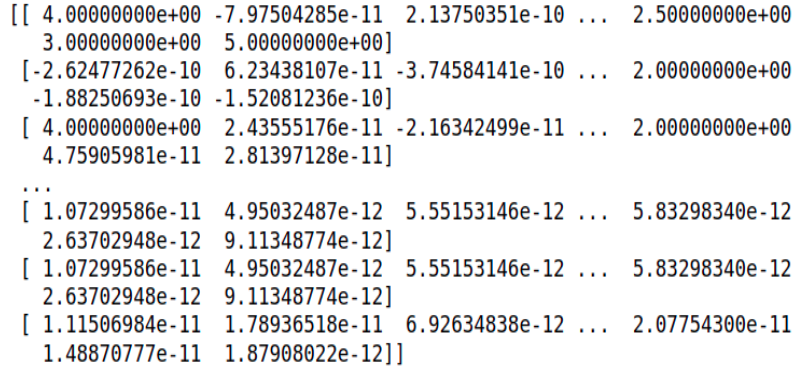 [[ 4.00000000e+00 -7.97504285e-11  2.13750351e-10 ...  2.50000000e+00
   3.00000000e+00  5.00000000e+00]
 [-2.62477262e-10  6.23438107e-11 -3.74584141e-10 ...  2.00000000e+00
  -1.88250693e-10 -1.52081236e-10]
 [ 4.00000000e+00  2.43555176e-11 -2.16342499e-11 ...  2.00000000e+00
   4.75905981e-11  2.81397128e-11]
 ...
 [ 1.07299586e-11  4.95032487e-12  5.55153146e-12 ...  5.83298340e-12
   2.63702948e-12  9.11348774e-12]
 [ 1.07299586e-11  4.95032487e-12  5.55153146e-12 ...  5.83298340e-12
   2.63702948e-12  9.11348774e-12]
 [ 1.11506984e-11  1.78936518e-11  6.92634838e-12 ...  2.07754300e-11
   1.48870777e-11  1.87908022e-12]]